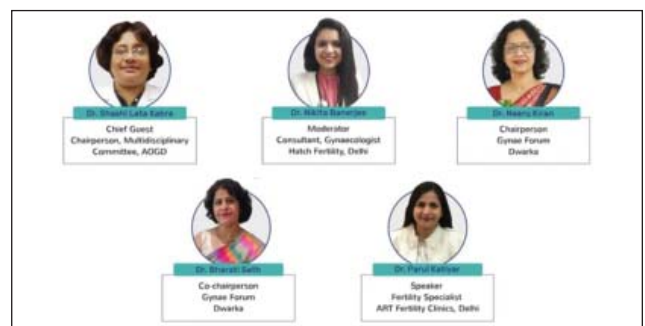 Dr. Shashi Lata Kabra
Chief Guest
Chairperson, Multidisciplinary
Committee, AOGD
Dr. Nikita Banerjee
Moderator
Consultant, Gynaecologist
Hatch Fertility, Delhi
Dr. Neeru Kiran
Chairperson
Gynae Forum
Dwarka
Dr. Bharati Seth
Co-chairperson
Gynae Forum
Dwarka
Dr. Parul Katiyar
Speaker
Fertility Specialist
ART Fertility Clinics, Delhi